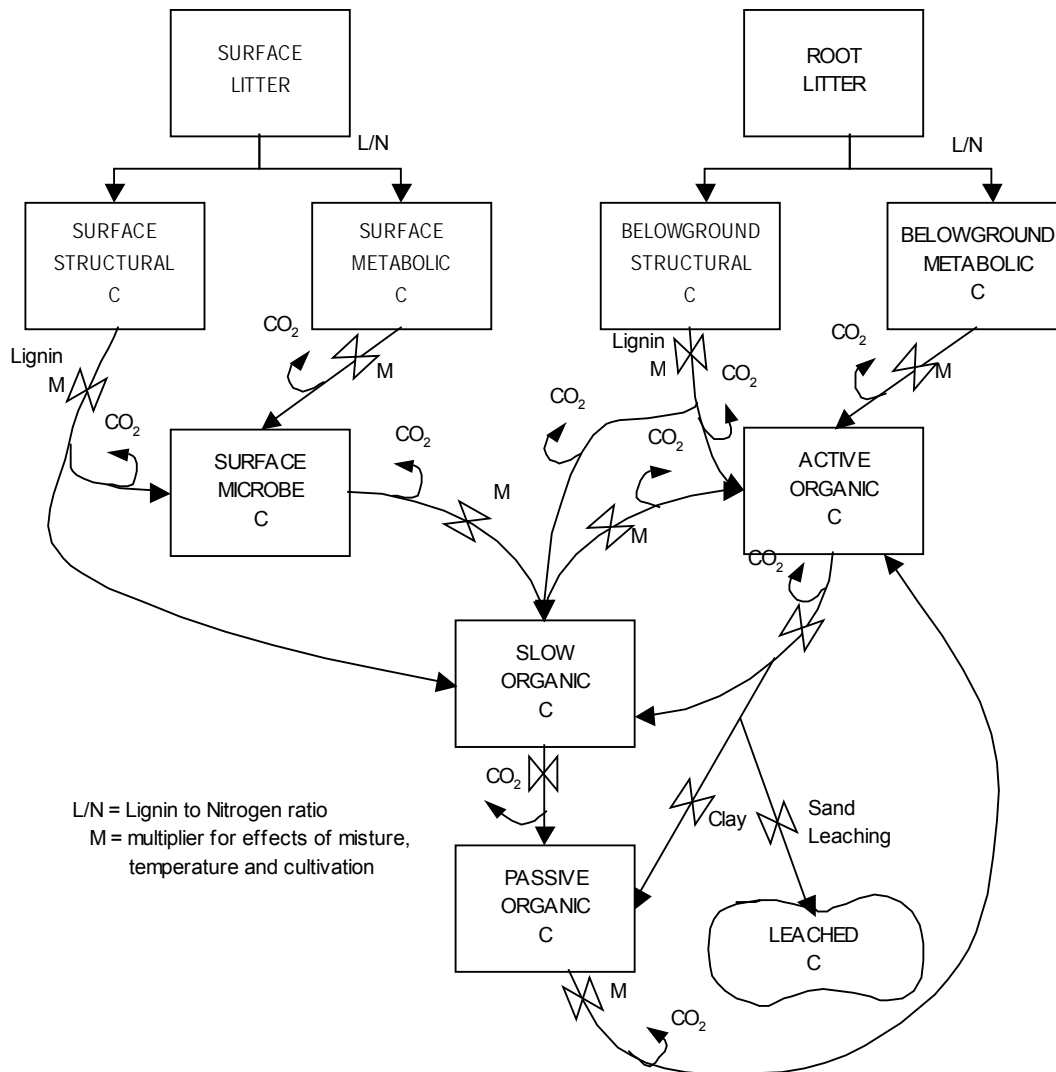 SURFACE
LITTER
ROOT
LITTER
L/N
L/N
SURFACE
STRUCTURAL
C
SURFACE
METABOLIC
C
BELOWGROUND
STRUCTURAL
C
BELOWGROUND
METABOLIC
C
CO₂
Lignin
M
M
Lignin
M
CO₂
CO₂
M
CO₂
SURFACE
MICROBE
C
CO₂
M
CO₂
CO₂
M
ACTIVE
ORGANIC
C
CO₂
SLOW
ORGANIC
C
CO₂
L/N = Lignin to Nitrogen ratio
M = multiplier for effects of misture,
temperature and cultivation
Clay
Sand
Leaching
PASSIVE
ORGANIC
C
LEACHED
C
M
CO₂